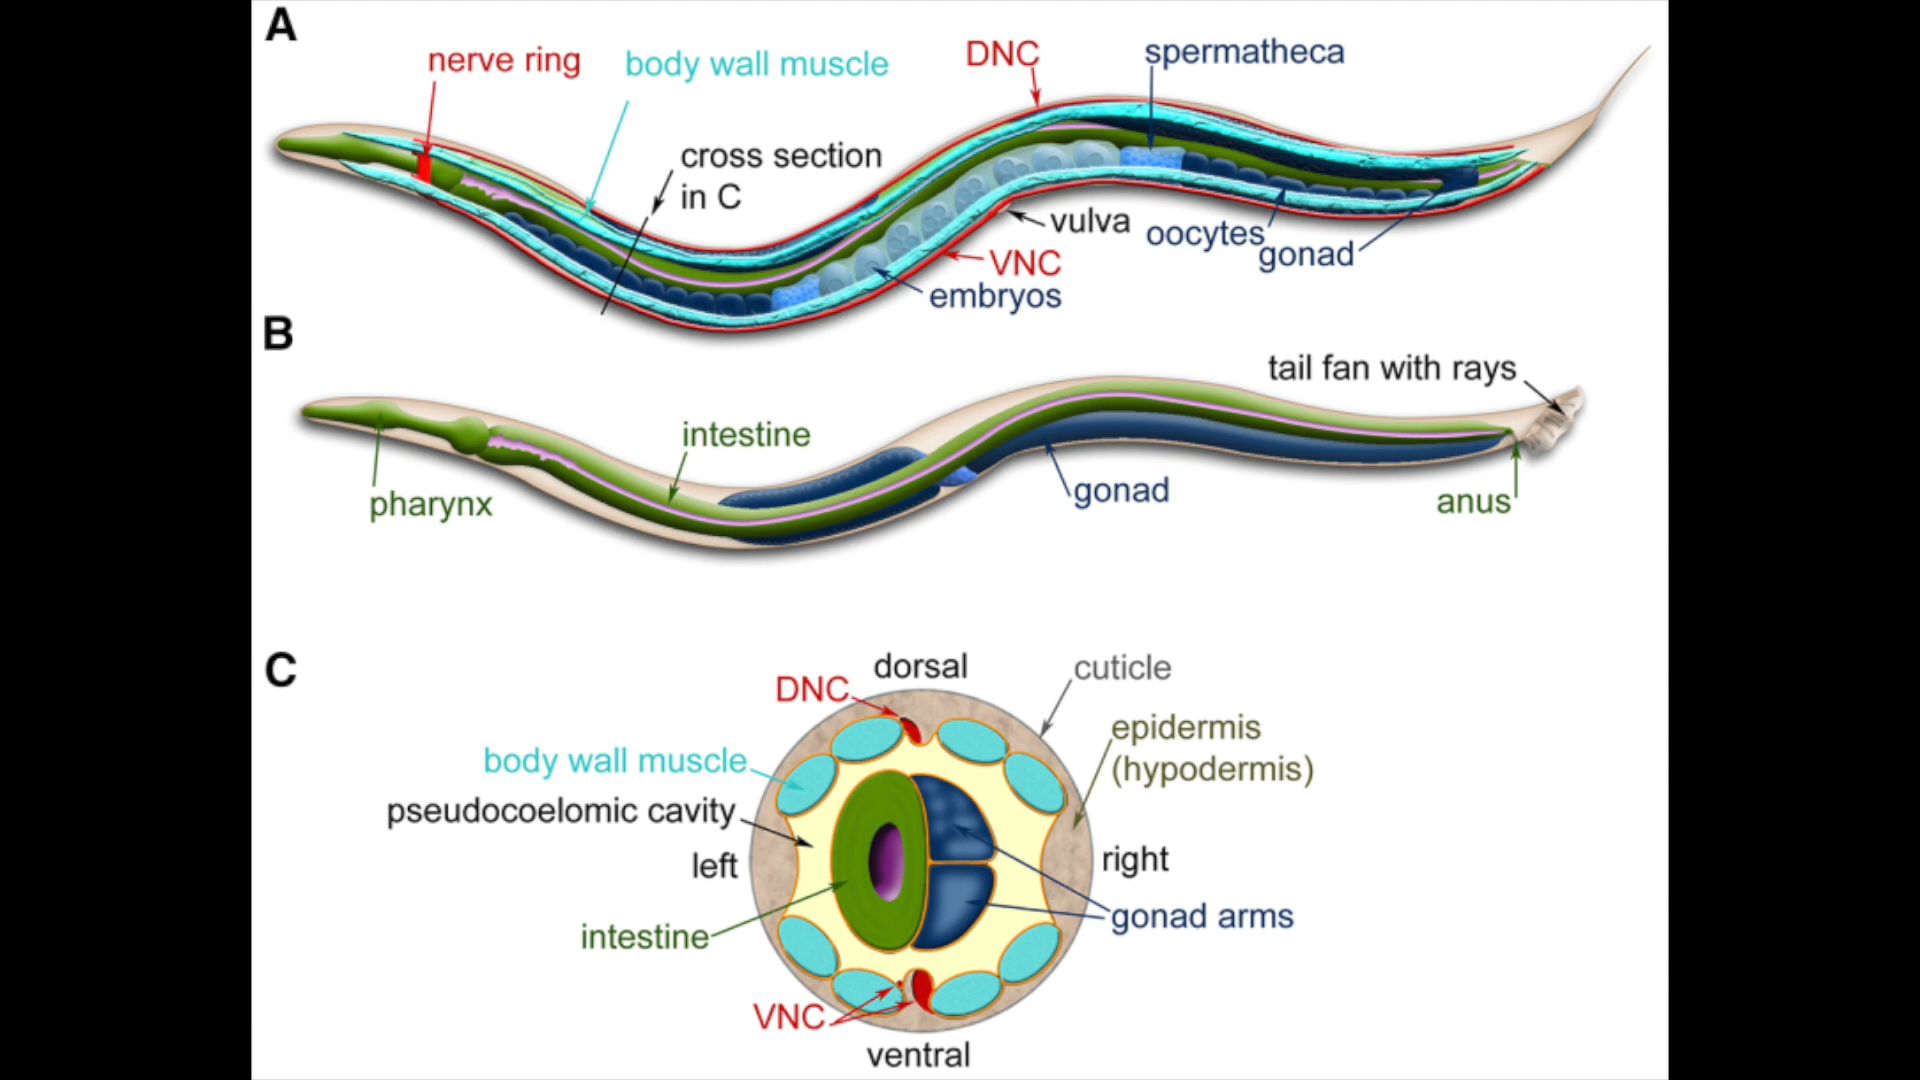 A
nerve ring
body wall muscle
DNC
spermatheca
cross section
in C
vulva
oocytes
gonad
VNC
embryos
B
tail fan with rays
intestine
pharynx
gonad
anus
C
dorsal
DNC
cuticle
epidermis
(hypodermis)
body wall muscle
pseudocoelomic cavity
left
right
gonad arms
intestine
VNC
ventral